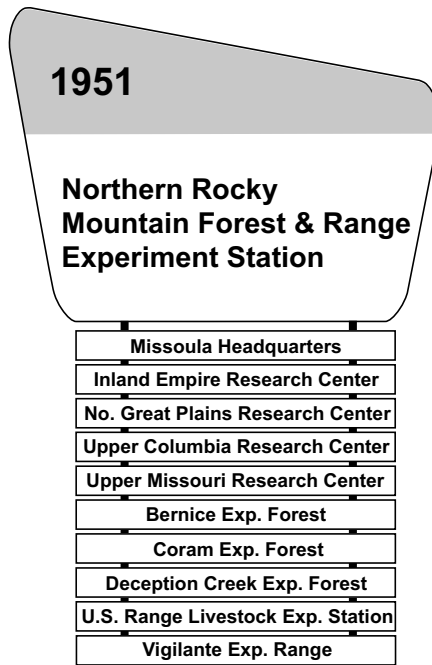 1951
Northern Rocky
Mountain Forest & Range
Experiment Station
Missoula Headquarters
Inland Empire Research Center
No. Great Plains Research Center
Upper Columbia Research Center
Upper Missouri Research Center
Bernice Exp. Forest
Coram Exp. Forest
Deception Creek Exp. Forest
U.S. Range Livestock Exp. Station
Vigilante Exp. Range